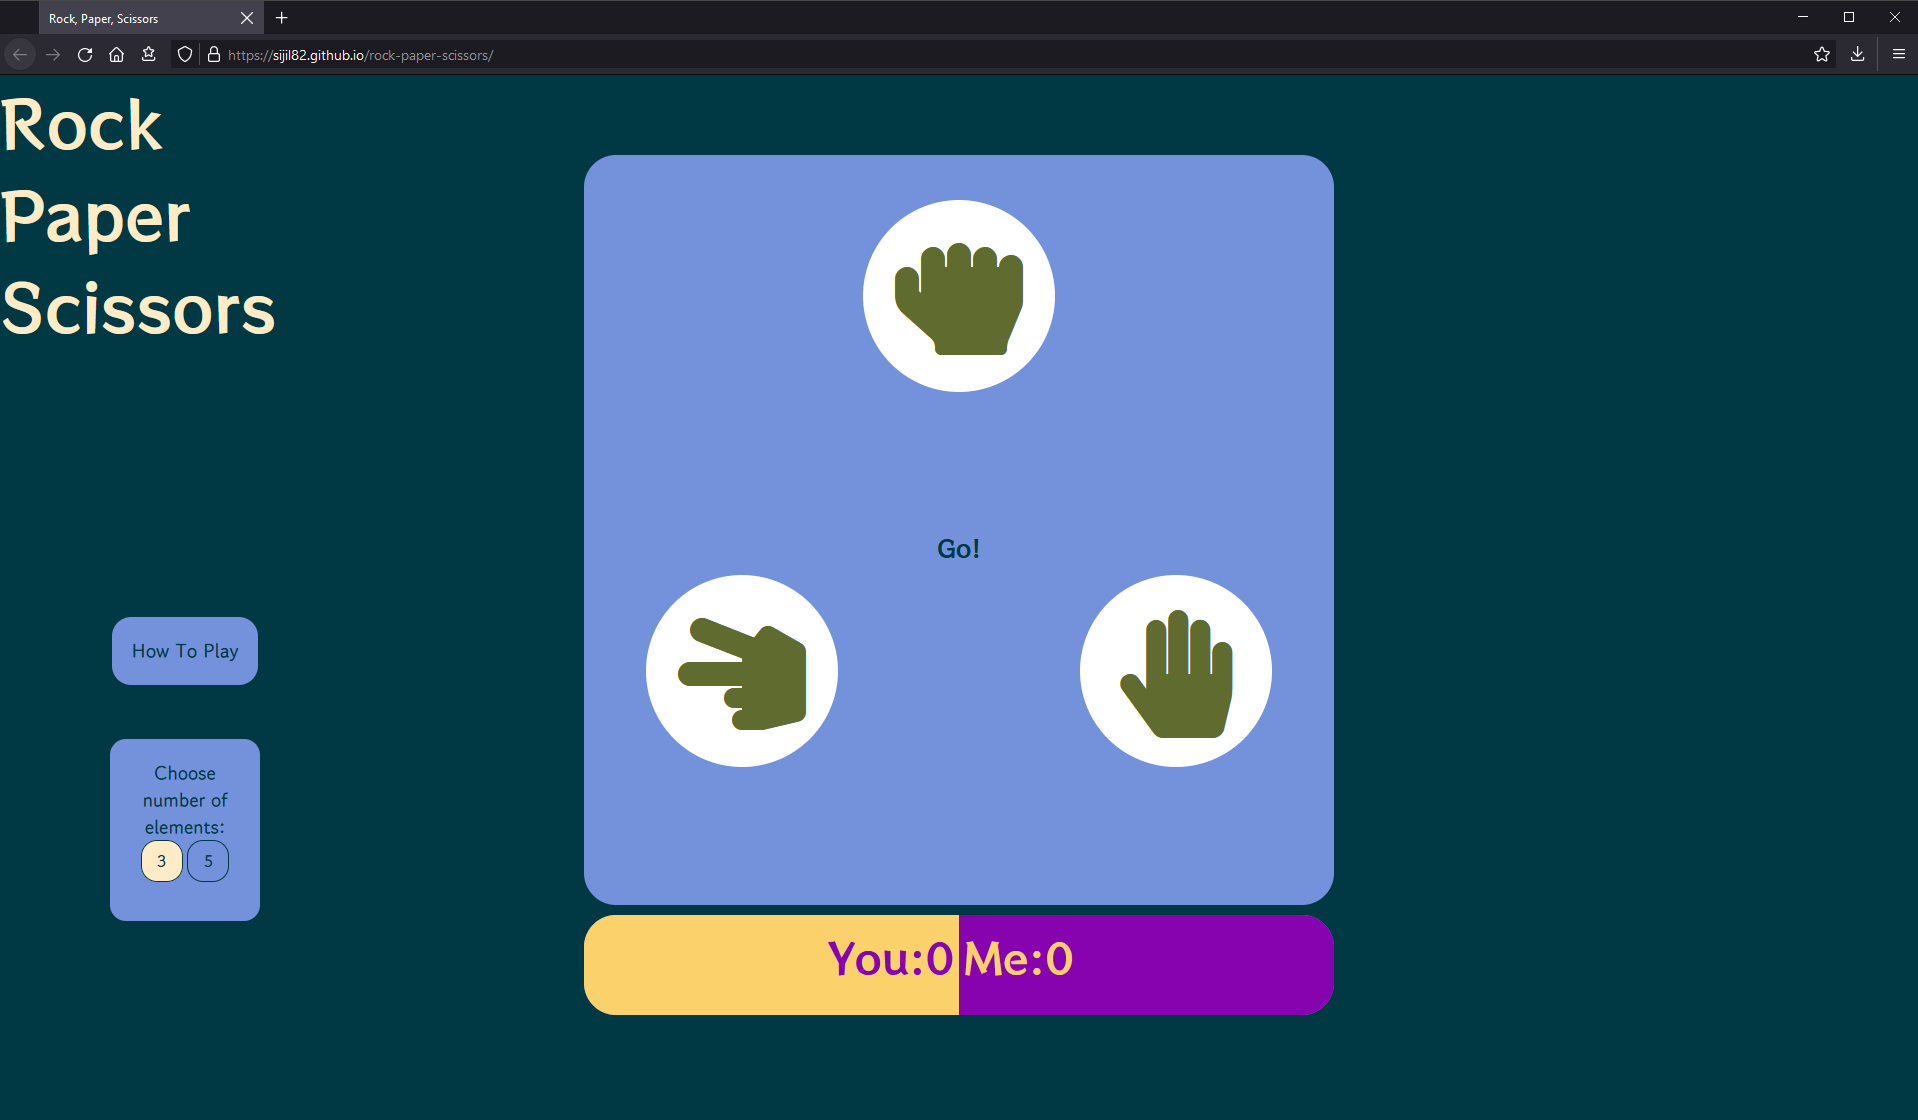 Rock, Paper, Scissors
https://sijil82.github.io/rock-paper-scissors/
Rock
Paper
Scissors
Go!
How To Play
Choose
number of
elements:
3 5
You:0 Me:0